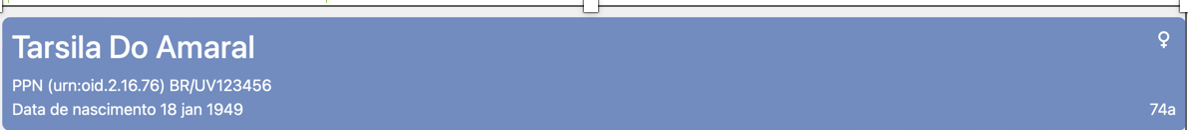 Tarsila Do Amaral
♀
PPN (urn:oid.2.16.76) BR/UV123456
Data de nascimento 18 jan 1949
74a